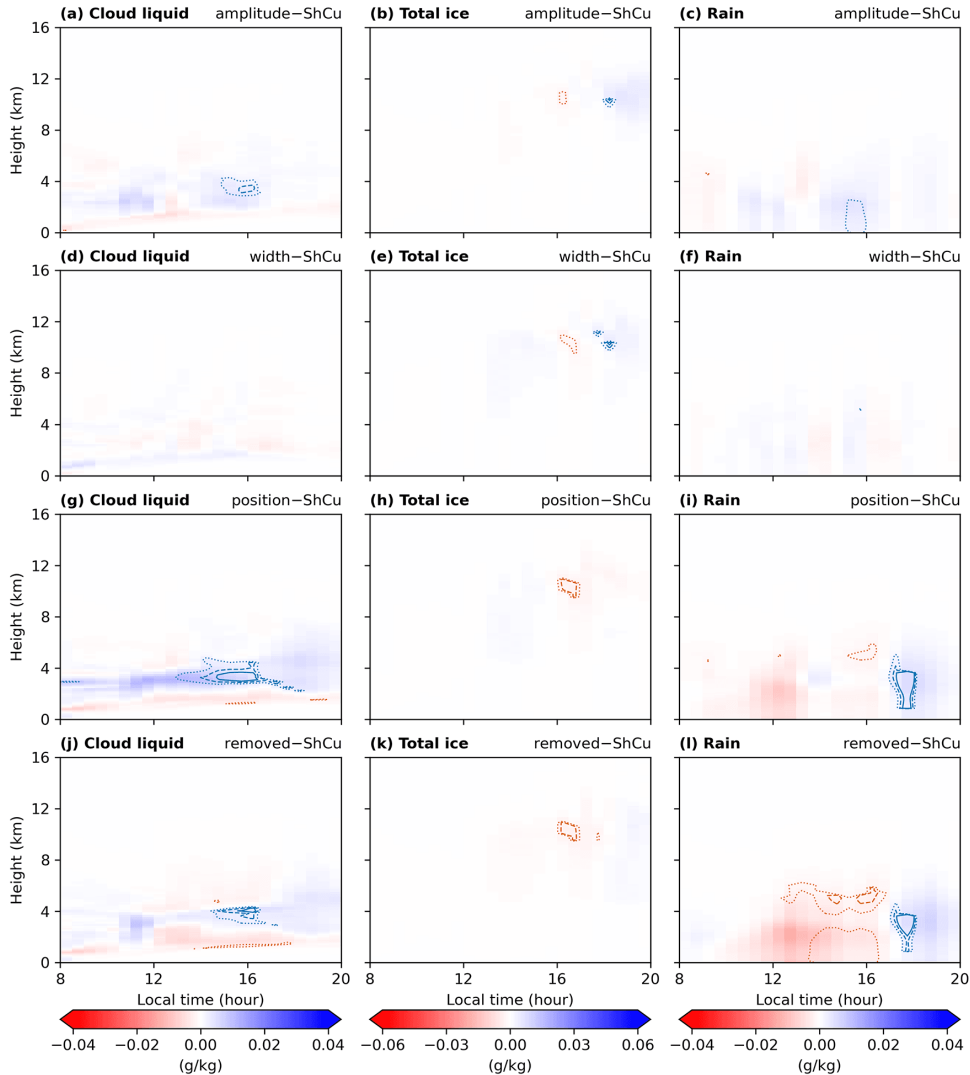 (a) Cloud liquid amplitude−ShCu (b) Total ice amplitude−ShCu (c) Rain amplitude−ShCu
16
12
8
4
0
Height (km)
(d) Cloud liquid width−ShCu (e) Total ice width−ShCu (f) Rain width−ShCu
16
12
8
4
0
Height (km)
(g) Cloud liquid position−ShCu (h) Total ice position−ShCu (i) Rain position−ShCu
16
12
8
4
0
Height (km)
(j) Cloud liquid removed−ShCu (k) Total ice removed−ShCu (l) Rain removed−ShCu
16
12
8
4
0
Height (km)
8 12 16 20 8 12 16 20 8 12 16 20
Local time (hour) Local time (hour) Local time (hour)
−0.04 −0.02 0.00 0.02 0.04 −0.06 −0.03 0.00 0.03 0.06 −0.04 −0.02 0.00 0.02 0.04
(g/kg) (g/kg) (g/kg)